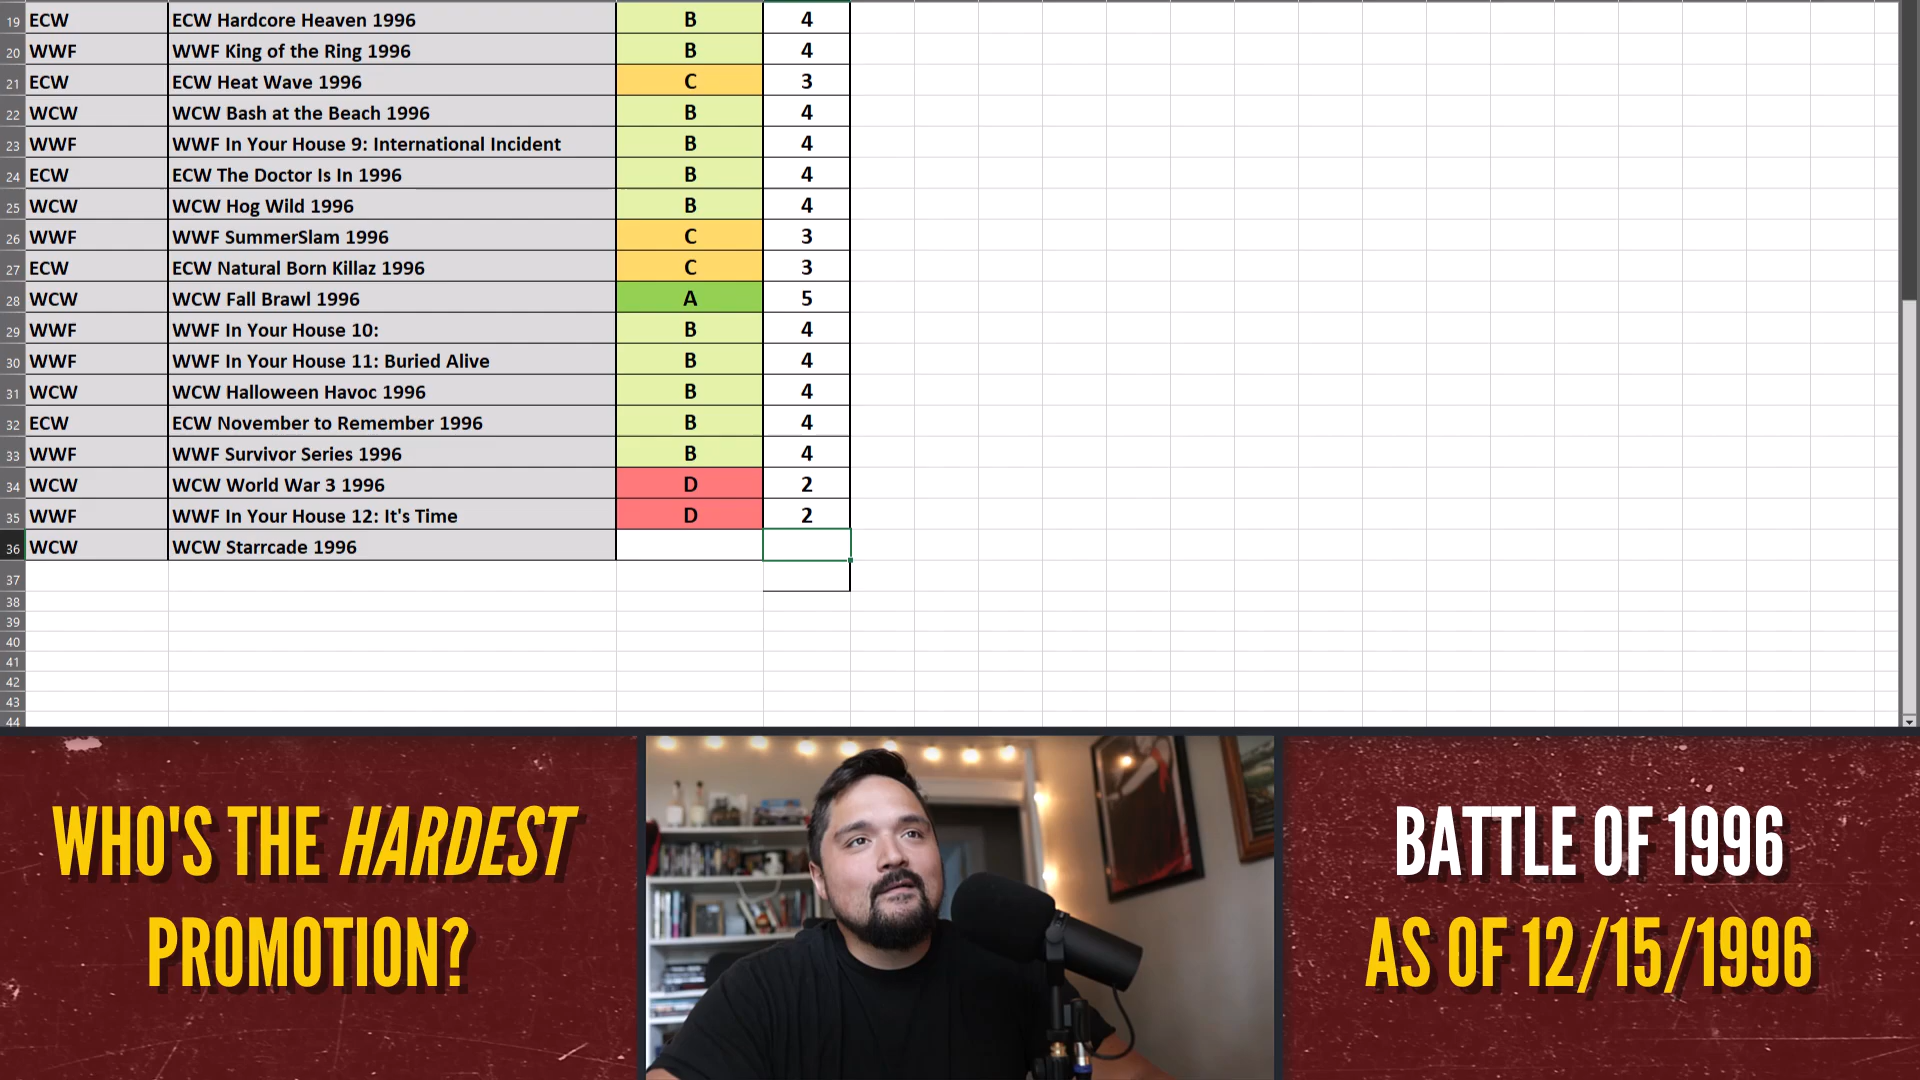 19 ECW ECW Hardcore Heaven 1996 B 4
20 WWF WWF King of the Ring 1996 B 4
21 ECW ECW Heat Wave 1996 C 3
22 WCW WCW Bash at the Beach 1996 B 4
23 WWF WWF In Your House 9: International Incident B 4
24 ECW ECW The Doctor Is In 1996 B 4
25 WCW WCW Hog Wild 1996 B 4
26 WWF WWF SummerSlam 1996 C 3
27 ECW ECW Natural Born Killaz 1996 C 3
28 WCW WCW Fall Brawl 1996 A 5
29 WWF WWF In Your House 10: B 4
30 WWF WWF In Your House 11: Buried Alive B 4
31 WCW WCW Halloween Havoc 1996 B 4
32 ECW ECW November to Remember 1996 B 4
33 WWF WWF Survivor Series 1996 B 4
34 WCW WCW World War 3 1996 D 2
35 WWF WWF In Your House 12: It's Time D 2
36 WCW WCW Starrcade 1996
37
38
39
40
41
42
43
44
WHO'S THE HARDEST
PROMOTION?
BATTLE OF 1996
AS OF 12/15/1996